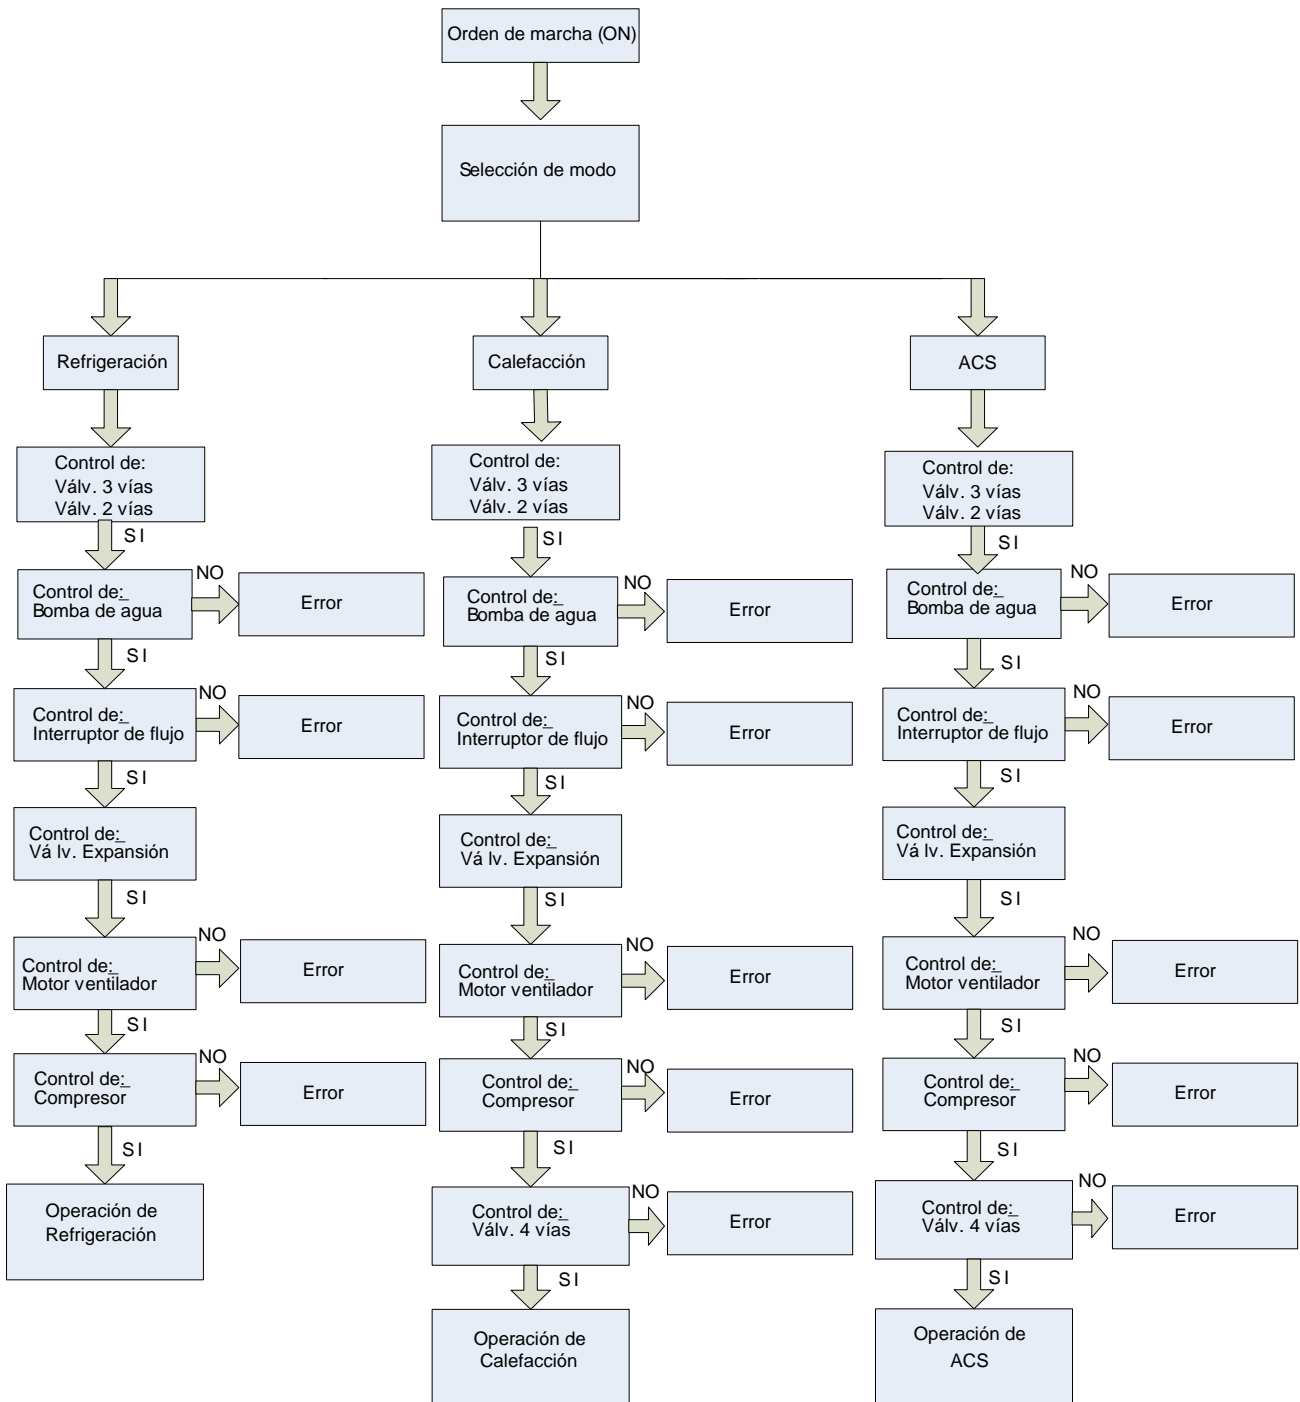 Orden de marcha (ON)
Selección de modo
Refrigeración
Calefacción
ACS
Control de:
Válv. 3 vías
Válv. 2 vías
SI
Control de:
Válv. 3 vías
Válv. 2 vías
SI
Control de:
Válv. 3 vías
Válv. 2 vías
SI
Control de:
Bomba de agua
NO
Error
SI
Control de:
Bomba de agua
NO
Error
SI
Control de:
Bomba de agua
NO
Error
SI
Control de:
Interruptor de flujo
NO
Error
SI
Control de:
Interruptor de flujo
NO
Error
SI
Control de:
Interruptor de flujo
NO
Error
SI
Control de:
Vá lv. Expansión
SI
Control de:
Vá lv. Expansión
SI
Control de:
Vá lv. Expansión
SI
Control de:
Motor ventilador
NO
Error
SI
Control de:
Motor ventilador
NO
Error
SI
Control de:
Motor ventilador
NO
Error
SI
Control de:
Compresor
NO
Error
SI
Control de:
Compresor
NO
Error
SI
Control de:
Compresor
NO
Error
SI
Operación de
Refrigeración
Control de:
Válv. 4 vías
NO
Error
SI
Control de:
Válv. 4 vías
NO
Error
SI
Operación de
Calefacción
Operación de
ACS